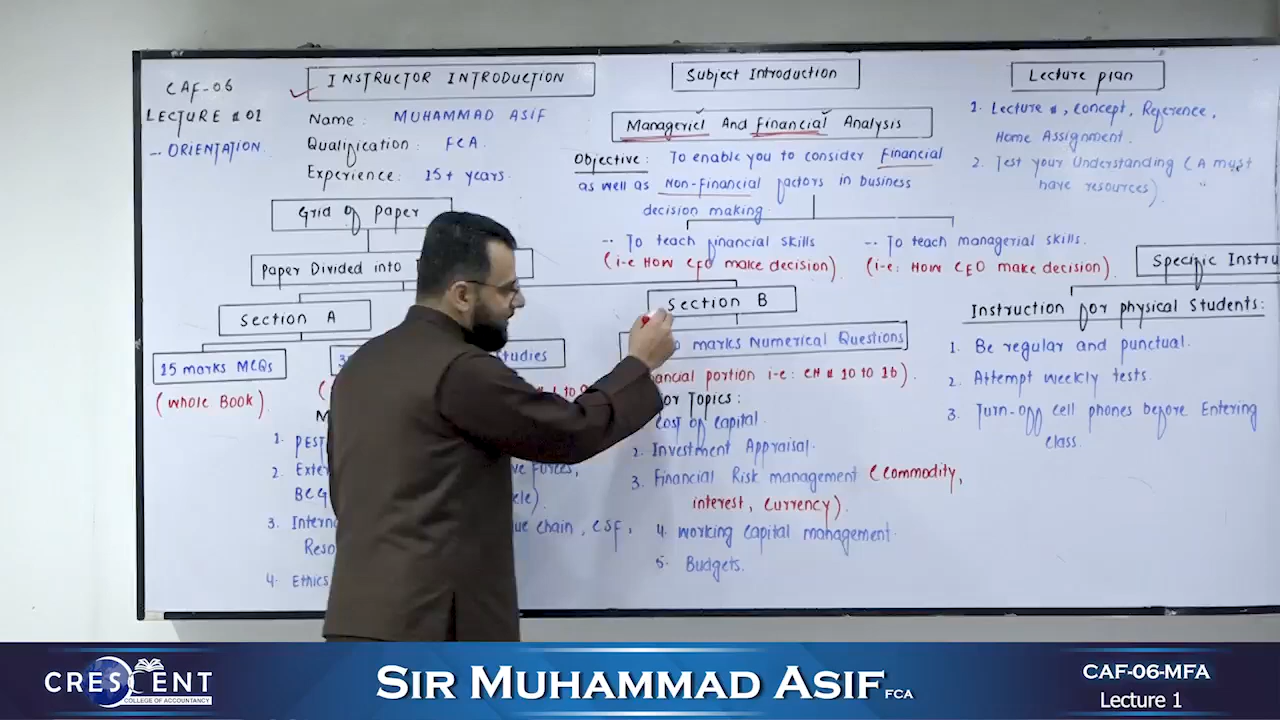 CAF-06
LECTURE # 01
-- ORIENTATION
INSTRUCTOR INTRODUCTION
Name : MUHAMMAD ASIF
Qualification : FCA.
Experience : 15+ years.
Grid of Paper
Paper Divided into
Section A
15 marks MCQs
(whole Book).
Studies
1. PEST
2. Exte
ve Forces,
BCG
3. Intern
ue chain, CSF,
Reso
4. Ethics
Subject Introduction
Manageriel And Financial Analysis
Objective : To enable you to consider Financial
as well as Non-Financial factors in business
decision making.
-- To teach financial skills
(i-e How CFO make decision).
-- To teach managerial skills.
(i-e: How CEO make decision).
Section B
marks Numerical Questions
nancial portion i-e: CH # 10 to 16).
or Topics :
Cost of Capital.
2. Investment Appraisal.
3. Financial Risk management (Commodity,
interest, Currency).
4. Working Capital management.
5. Budgets.
Lecture plan
1. Lecture #, Concept, Reference,
Home Assignment.
2. Test your Understanding (A must
have resources)
Specific Instru
Instruction for physical Students:
1. Be regular and punctual.
2. Attempt weekly tests.
3. Turn-off cell phones before Entering
class.
CRESCENT
COLLEGE OF ACCOUNTANCY
SIR MUHAMMAD ASIF FCA
CAF-06-MFA
Lecture 1